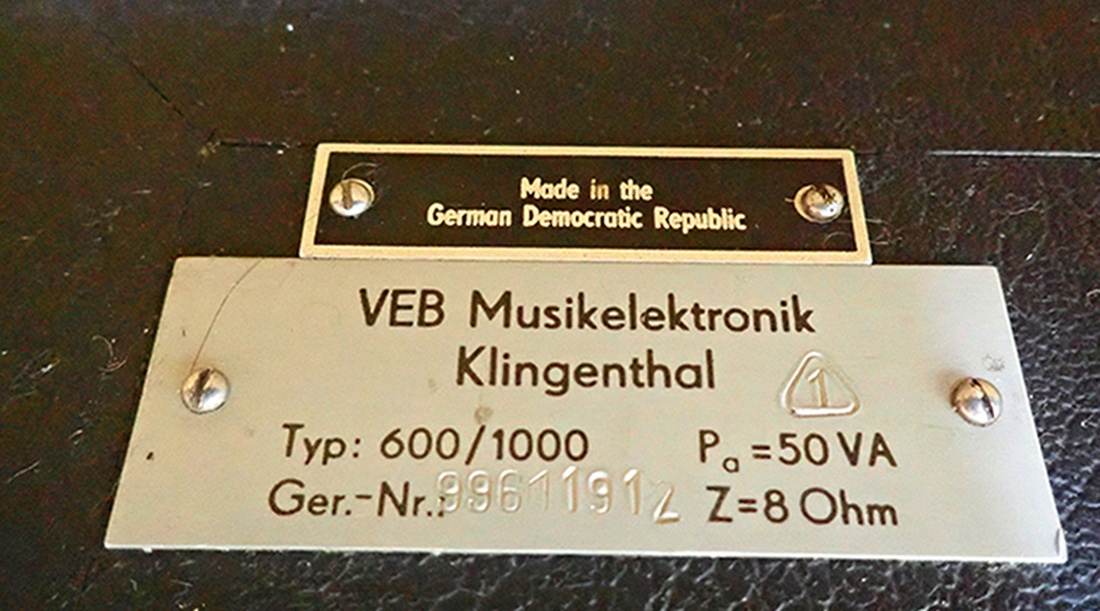 Made in the
German Democratic Republic
VEB Musikelektronik
Klingenthal
1
Typ: 600/1000 Pa =50 VA
Ger.-Nr.: 99611912 Z=8 Ohm